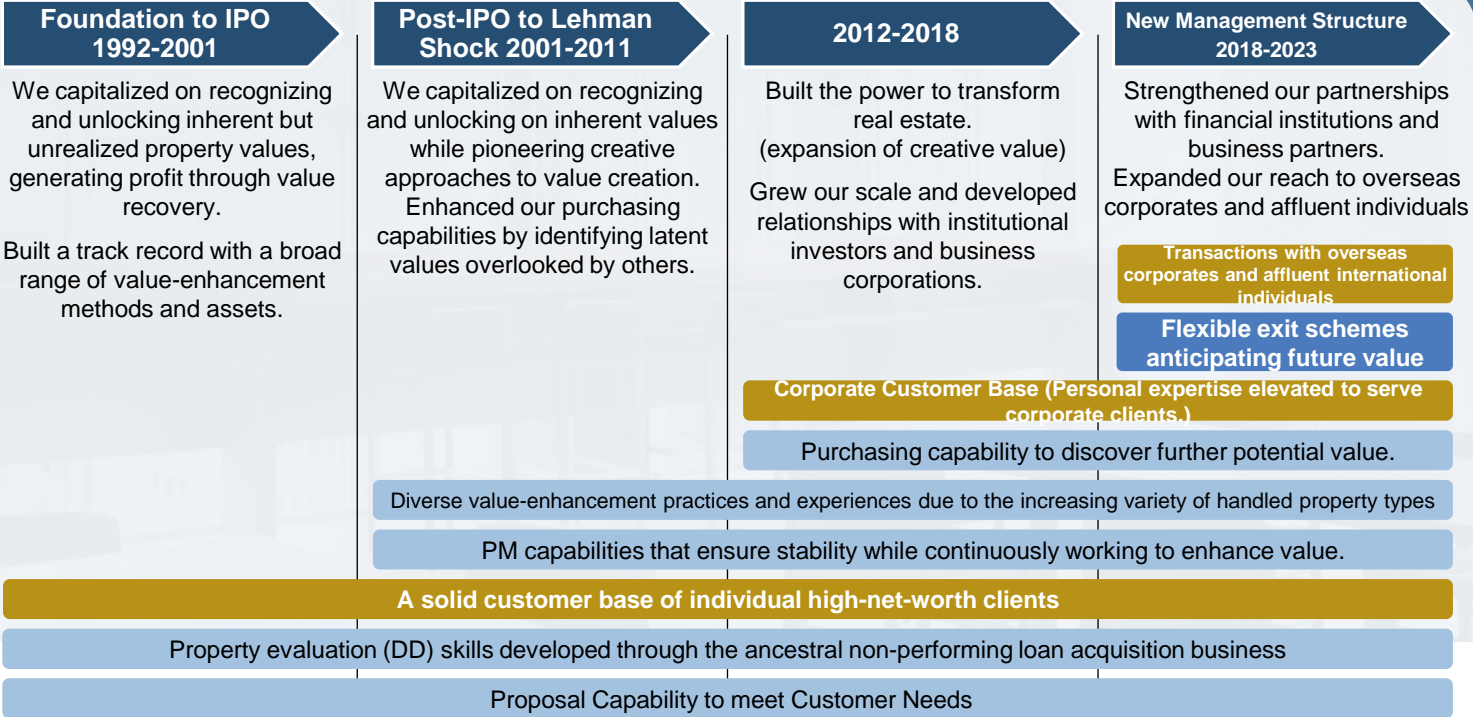 Foundation to IPO
1992-2001
We capitalized on recognizing
and unlocking inherent but
unrealized property values,
generating profit through value
recovery.
Built a track record with a broad
range of value-enhancement
methods and assets.
Post-IPO to Lehman
Shock 2001-2011
We capitalized on recognizing
and unlocking on inherent values
while pioneering creative
approaches to value creation.
Enhanced our purchasing
capabilities by identifying latent
values overlooked by others.
2012-2018
Built the power to transform
real estate.
(expansion of creative value)
Grew our scale and developed
relationships with institutional
investors and business
corporations.
New Management Structure
2018-2023
Strengthened our partnerships
with financial institutions and
business partners.
Expanded our reach to overseas
corporates and affluent individuals
Transactions with overseas
corporates and affluent international
individuals
Flexible exit schemes
anticipating future value
Corporate Customer Base (Personal expertise elevated to serve
corporate clients.)
Purchasing capability to discover further potential value.
Diverse value-enhancement practices and experiences due to the increasing variety of handled property types
PM capabilities that ensure stability while continuously working to enhance value.
A solid customer base of individual high-net-worth clients
Property evaluation (DD) skills developed through the ancestral non-performing loan acquisition business
Proposal Capability to meet Customer Needs